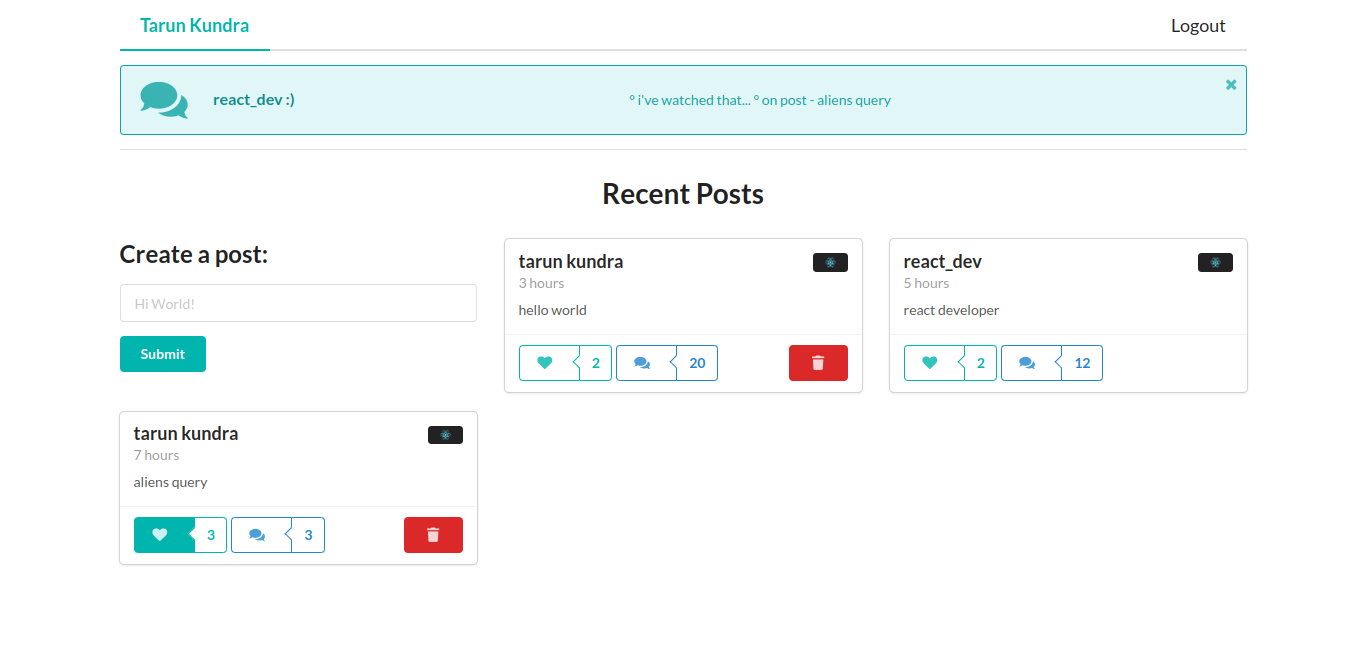 Tarun Kundra Logout
react_dev :) ° i've watched that... ° on post - aliens query
Recent Posts
Create a post:
Hi World!
Submit
tarun kundra
3 hours
hello world
2 20
react_dev
5 hours
react developer
2 12
tarun kundra
7 hours
aliens query
3 3